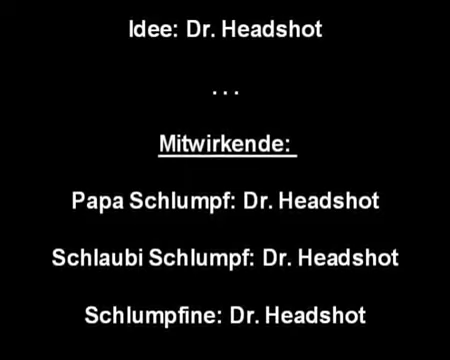 Idee: Dr. Headshot
...
Mitwirkende:
Papa Schlumpf: Dr. Headshot
Schlaubi Schlumpf: Dr. Headshot
Schlumpfine: Dr. Headshot